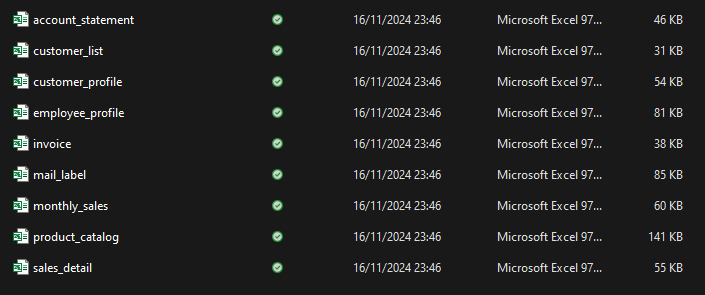 account_statement 16/11/2024 23:46 Microsoft Excel 97... 46 KB
customer_list 16/11/2024 23:46 Microsoft Excel 97... 31 KB
customer_profile 16/11/2024 23:46 Microsoft Excel 97... 54 KB
employee_profile 16/11/2024 23:46 Microsoft Excel 97... 81 KB
invoice 16/11/2024 23:46 Microsoft Excel 97... 38 KB
mail_label 16/11/2024 23:46 Microsoft Excel 97... 85 KB
monthly_sales 16/11/2024 23:46 Microsoft Excel 97... 60 KB
product_catalog 16/11/2024 23:46 Microsoft Excel 97... 141 KB
sales_detail 16/11/2024 23:46 Microsoft Excel 97... 55 KB